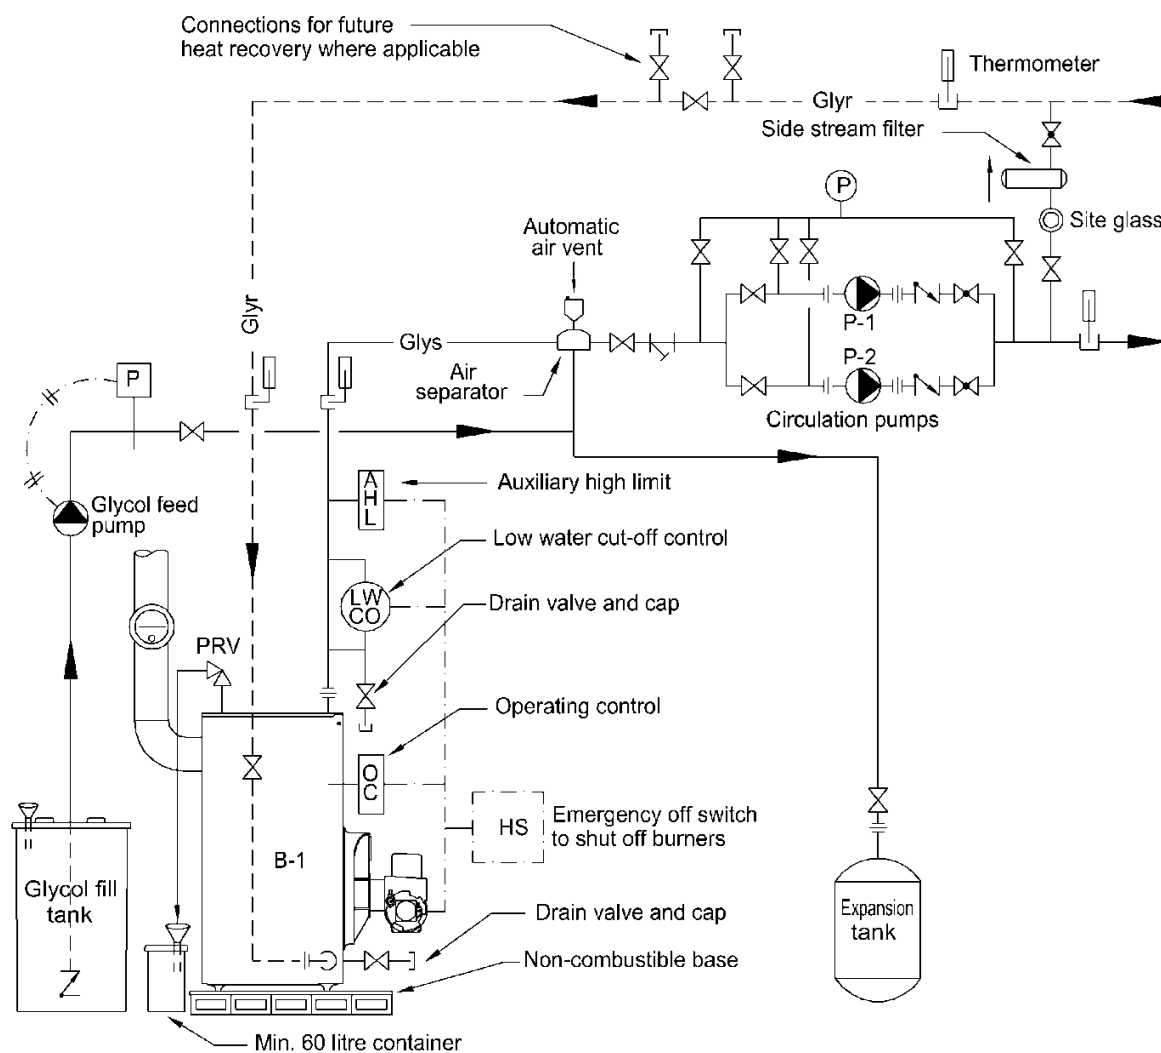 Connections for future
heat recovery where applicable
Thermometer
Glyr
Side stream filter
P
Site glass
Automatic
air vent
Glyr
P-1
Glys
P-2
Air
separator
P
Circulation pumps
A
H
L
Auxiliary high limit
Glycol feed
pump
Low water cut-off control
LW
CO
Drain valve and cap
PRV
Operating control
O
C
HS
Emergency off switch
to shut off burners
B-1
Glycol fill
tank
Expansion
tank
Drain valve and cap
Non-combustible base
Min. 60 litre container